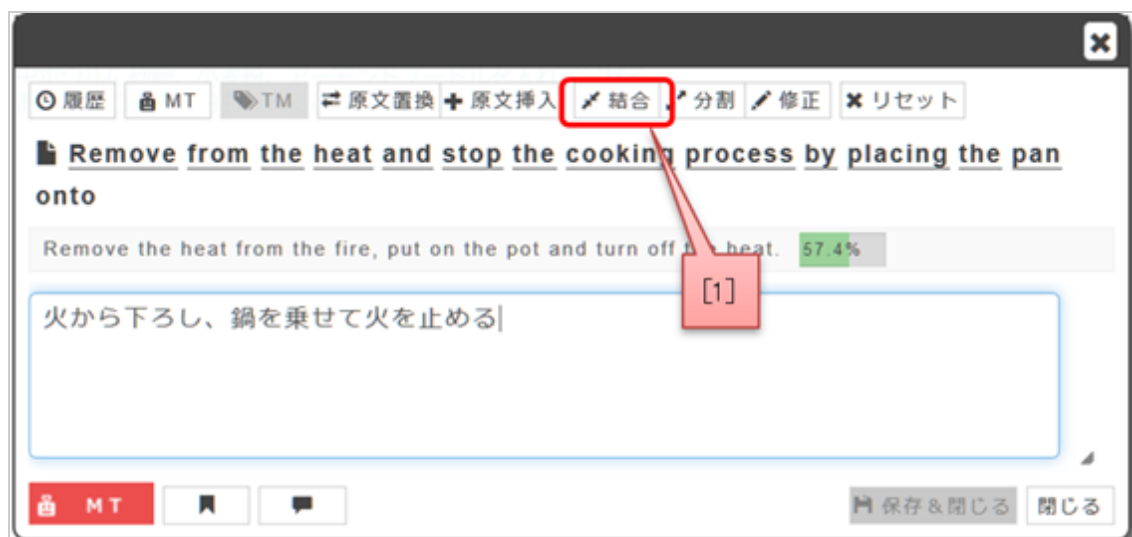 履歴 MT TM 原文置換 原文挿入 結合 分割 修正 リセット
Remove from the heat and stop the cooking process by placing the pan
onto
Remove the heat from the fire, put on the pot and turn off the heat. 57.4%
[1]
火から下ろし、鍋を乗せて火を止める
MT 保存&閉じる 閉じる